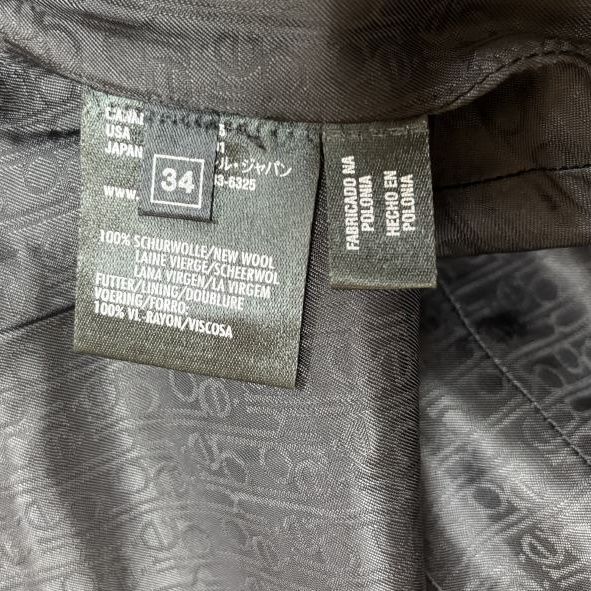 USA
JAPAN
ル・ジャパン
3-6325
WWW.
34
100% SCHURWOLLE/NEW WOOL
LAINE VIERGE/SCHEERWOL
LANA VIRGEN/LA VIRGEM
FUTTER/LINING/DOUBLURE
VOERING/FORRO:
100% VI.-RAYON/VISCOSA
FABRICADO NA
POLONIA
HECHO EN
POLONIA